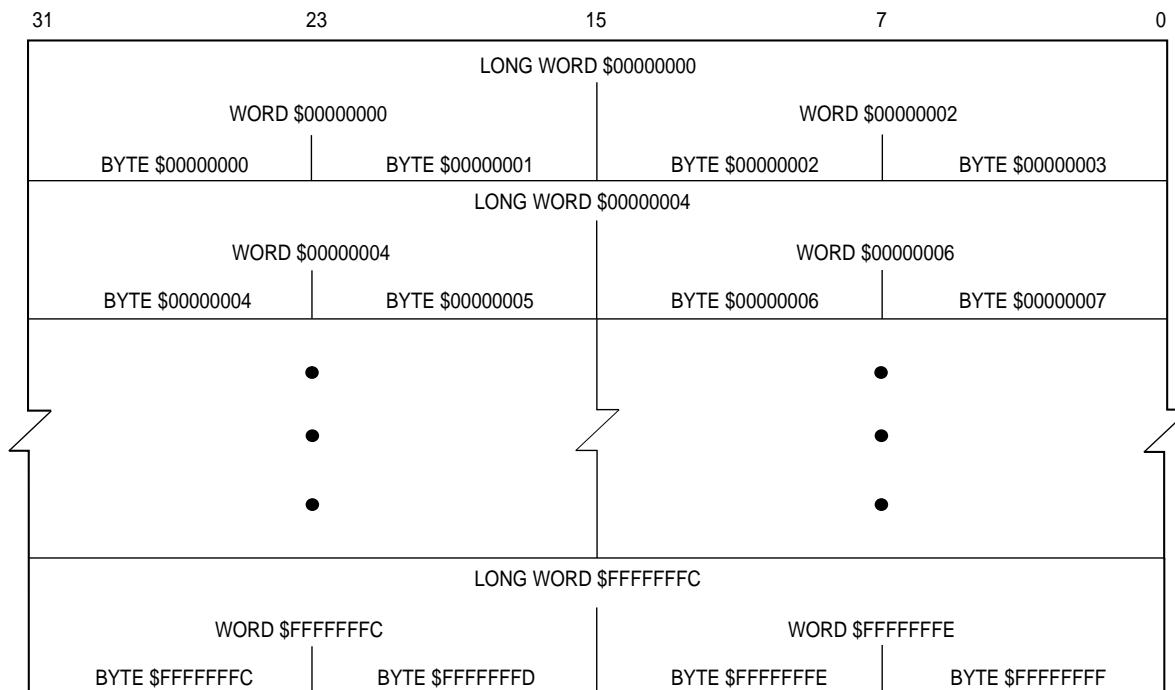 31 23 15 7 0
LONG WORD $00000000
WORD $00000000 WORD $00000002
BYTE $00000000 BYTE $00000001 BYTE $00000002 BYTE $00000003
LONG WORD $00000004
WORD $00000004 WORD $00000006
BYTE $00000004 BYTE $00000005 BYTE $00000006 BYTE $00000007
LONG WORD $FFFFFFFC
WORD $FFFFFFFC WORD $FFFFFFFE
BYTE $FFFFFFFC BYTE $FFFFFFFD BYTE $FFFFFFFE BYTE $FFFFFFFF